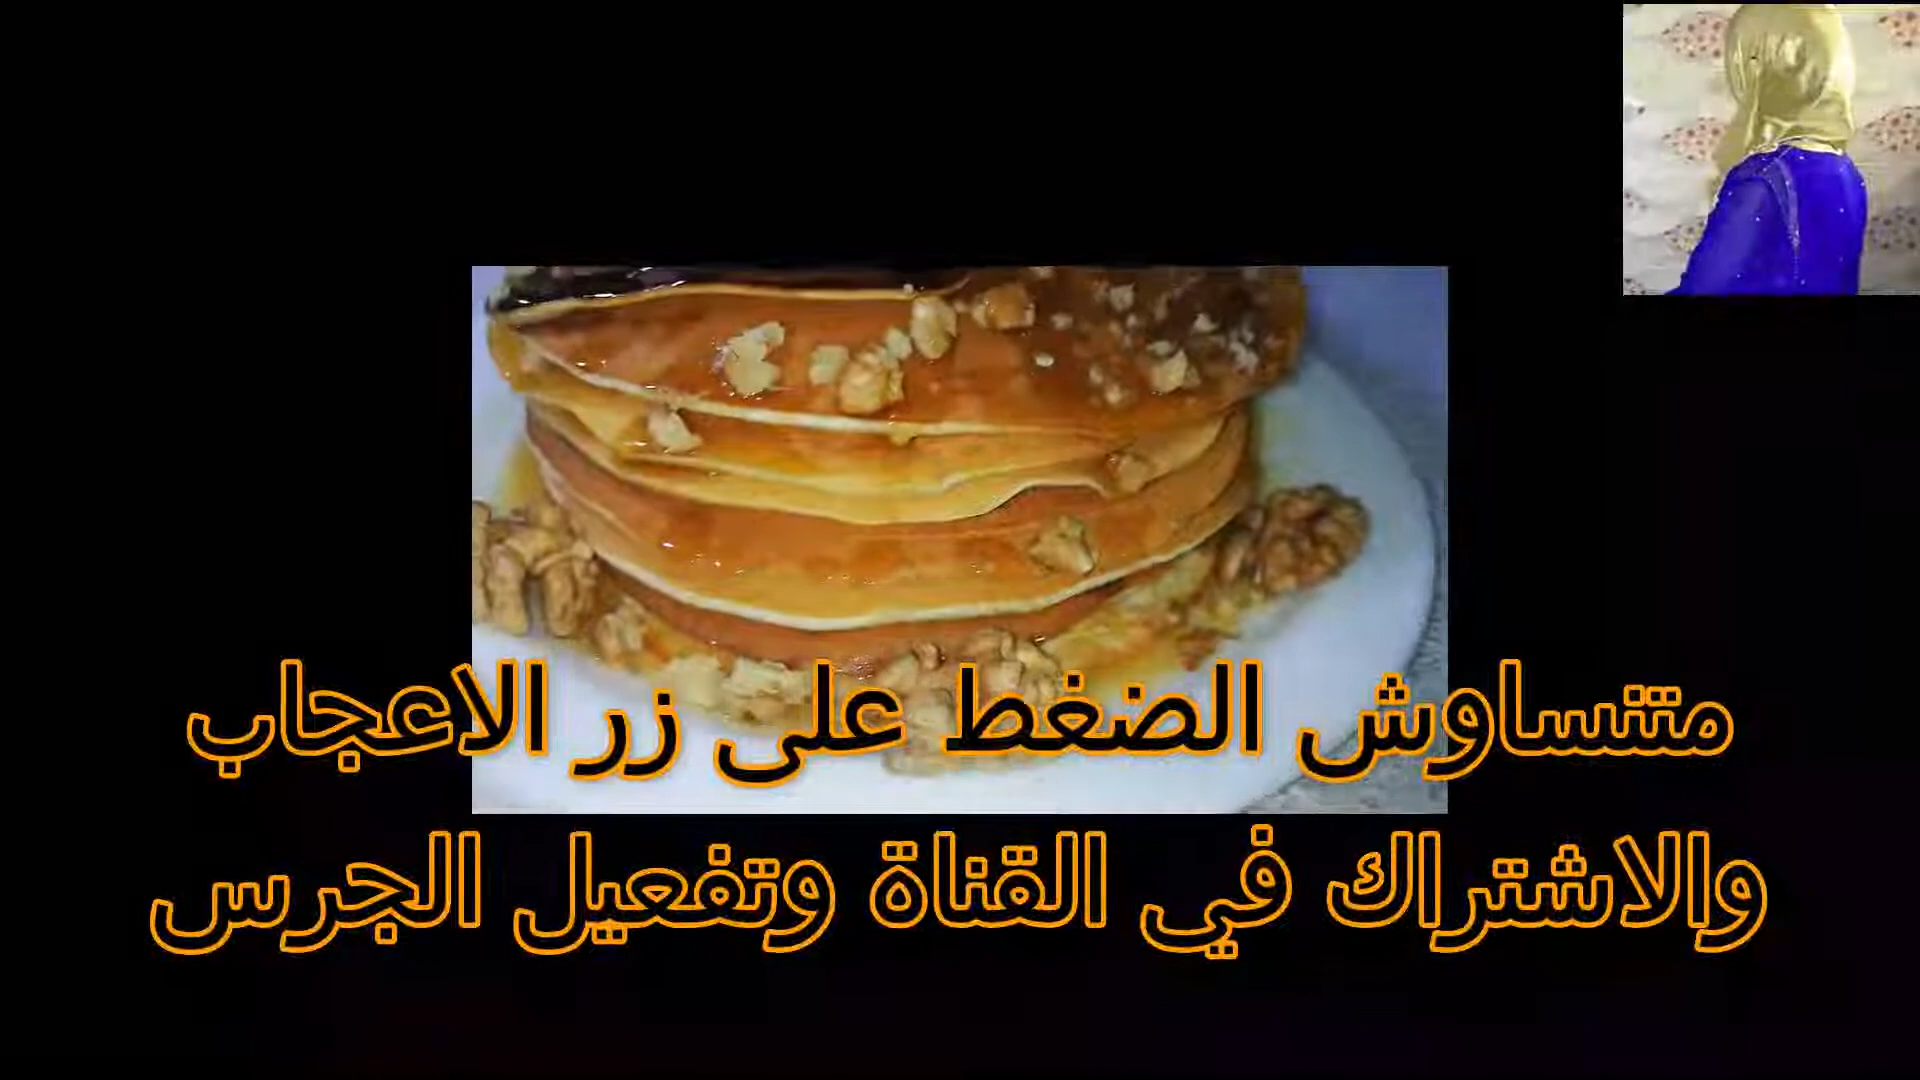 متنساوش الضغط على زر الاعجاب
والاشتراك في القناة وتفعيل الجرس